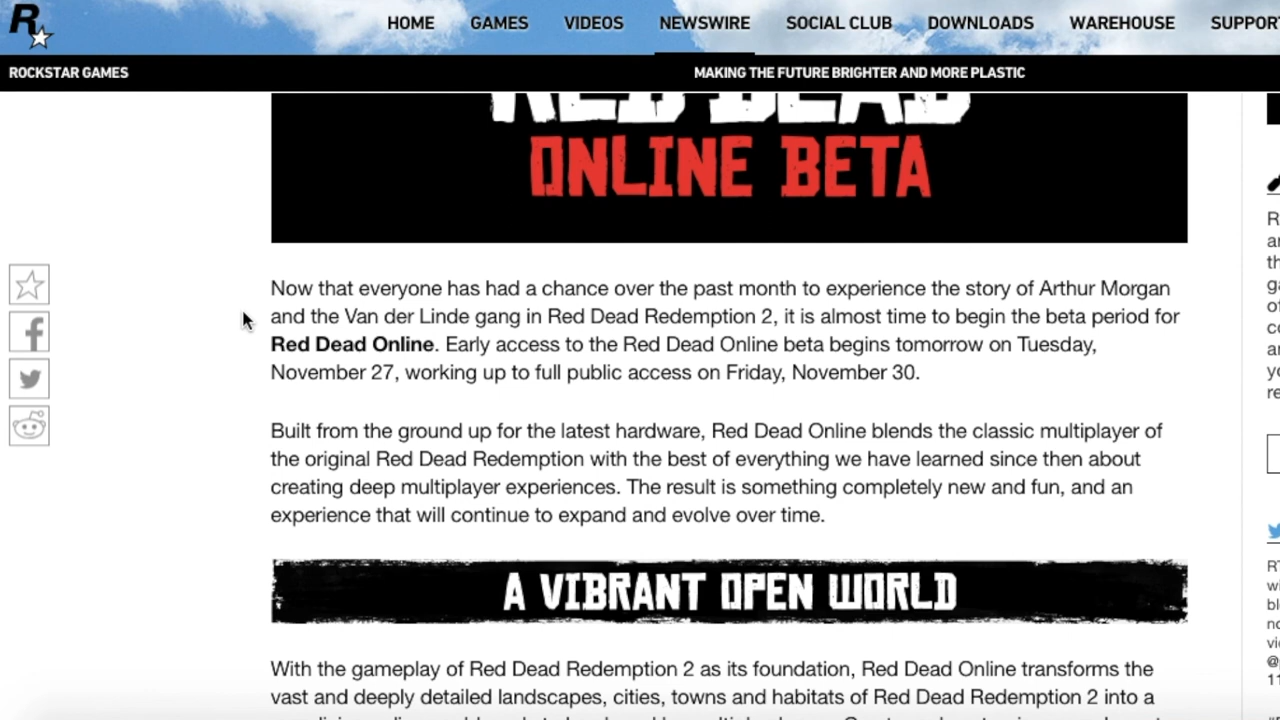 HOME GAMES VIDEOS NEWSWIRE SOCIAL CLUB DOWNLOADS WAREHOUSE SUPPORT
ROCKSTAR GAMES MAKING THE FUTURE BRIGHTER AND MORE PLASTIC
RED DEAD
ONLINE BETA
Now that everyone has had a chance over the past month to experience the story of Arthur Morgan
and the Van der Linde gang in Red Dead Redemption 2, it is almost time to begin the beta period for
Red Dead Online. Early access to the Red Dead Online beta begins tomorrow on Tuesday,
November 27, working up to full public access on Friday, November 30.
Built from the ground up for the latest hardware, Red Dead Online blends the classic multiplayer of
the original Red Dead Redemption with the best of everything we have learned since then about
creating deep multiplayer experiences. The result is something completely new and fun, and an
experience that will continue to expand and evolve over time.
A VIBRANT OPEN WORLD
With the gameplay of Red Dead Redemption 2 as its foundation, Red Dead Online transforms the
vast and deeply detailed landscapes, cities, towns and habitats of Red Dead Redemption 2 into a